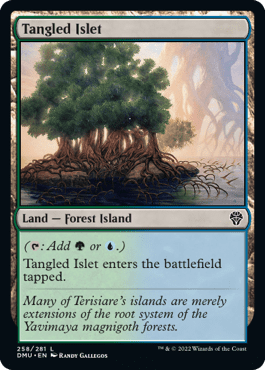 Tangled Islet
Land — Forest Island
(: Add or .)
Tangled Islet enters the battlefield
tapped.
Many of Terisiare's islands are merely
extensions of the root system of the
Yavimaya magnigoth forests.
258/281 L
DMU • EN Randy Gallegos
™ & © 2022 Wizards of the Coast